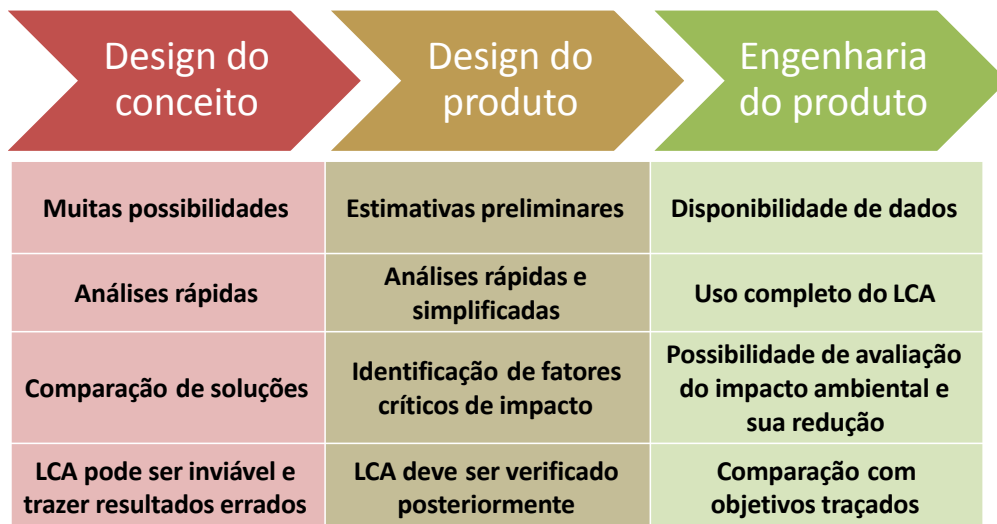 Design do
conceito
Design do
produto
Engenharia
do produto
Muitas possibilidades
Estimativas preliminares
Disponibilidade de dados
Análises rápidas
Análises rápidas e
simplificadas
Uso completo do LCA
Comparação de soluções
Identificação de fatores
críticos de impacto
Possibilidade de avaliação
do impacto ambiental e
sua redução
LCA pode ser inviável e
trazer resultados errados
LCA deve ser verificado
posteriormente
Comparação com
objetivos traçados